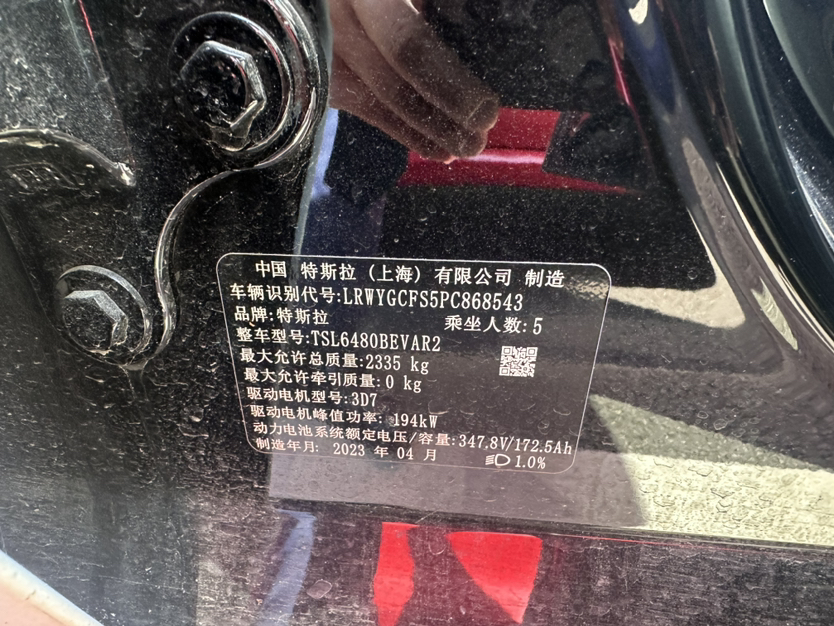 中国 特斯拉 (上海) 有限公司 制造
车辆识别代号:LRWYGCFS5PC868543
品牌:特斯拉 乘坐人数:5
整车型号:TSL6480BEVAR2
最大允许总质量:2335 kg
最大允许牵引质量:0 kg
驱动电机型号:3D7
驱动电机峰值功率: 194kW
动力电池系统额定电压/容量:347.8V/172.5Ah
制造年月: 2023 年 04 月 1.0%